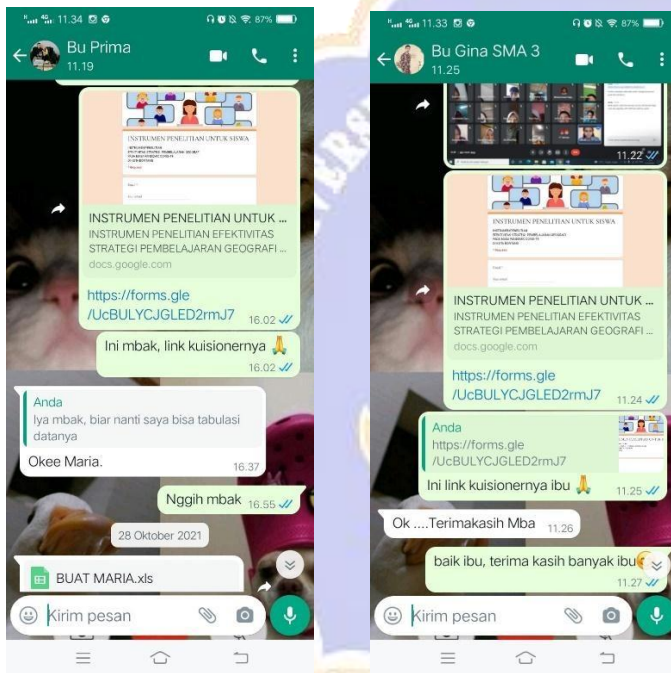 11.34
87%
Bu Prima
11.19
INSTRUMEN PENELITIAN UNTUK SISWA
INSTRUMEN PENELITIAN UNTUK ...
INSTRUMEN PENELITIAN EFEKTIVITAS
STRATEGI PEMBELAJARAN GEOGRAFI ...
docs.google.com
https://forms.gle
/UcBULYCJGLED2rmJ7
16.02
Ini mbak, link kuisionernya
16.02
Anda
Iya mbak, biar nanti saya bisa tabulasi
datanya
Okee Maria.
16.37
Nggih mbak
16.55
28 Oktober 2021
BUAT MARIA.xls
Kirim pesan
11.33
87%
Bu Gina SMA 3
11.25
11.22
INSTRUMEN PENELITIAN UNTUK SISWA
INSTRUMEN PENELITIAN UNTUK ...
INSTRUMEN PENELITIAN EFEKTIVITAS
STRATEGI PEMBELAJARAN GEOGRAFI ...
docs.google.com
https://forms.gle
/UcBULYCJGLED2rmJ7
11.24
Anda
https://forms.gle
/UcBULYCJGLED2rmJ7
Ini link kuisionernya ibu
11.25
Ok ....Terimakasih Mba
11.26
baik ibu, terima kasih banyak ibu
11.27
Kirim pesan